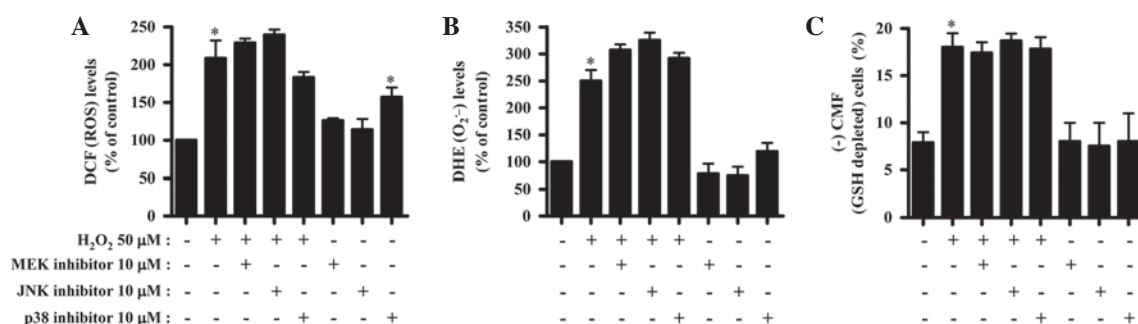 A
DCF (ROS) levels
(% of control)
250
200
150
100
50
0
*
*
B
DHE (O₂·⁻) levels
(% of control)
350
300
250
200
150
100
50
0
*
C
(-) CMF
(GSH depleted) cells (%)
20
15
10
5
0
*
H₂O₂ 50 µM : - + + + + - - - - + + + + - - - - + + + + - - -
MEK inhibitor 10 µM : - - + - - + - - - - + - - + - - - - + - - + - -
JNK inhibitor 10 µM : - - - + - - + - - - - + - - + - - - - + - - + -
p38 inhibitor 10 µM : - - - - + - - + - - - - + - - + - - - - + - - +